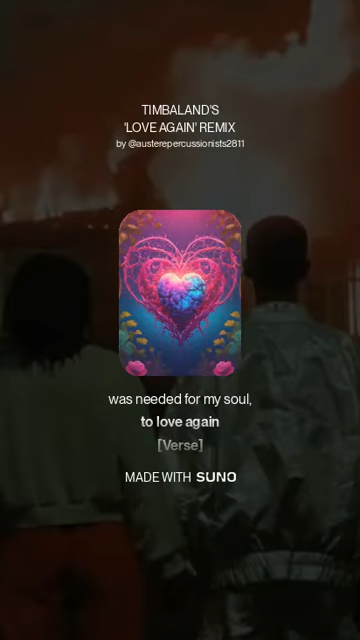 TIMBALAND'S
'LOVE AGAIN' REMIX
by @austerepercussionists2811
was needed for my soul,
to love again
[Verse]
MADE WITH SUNO